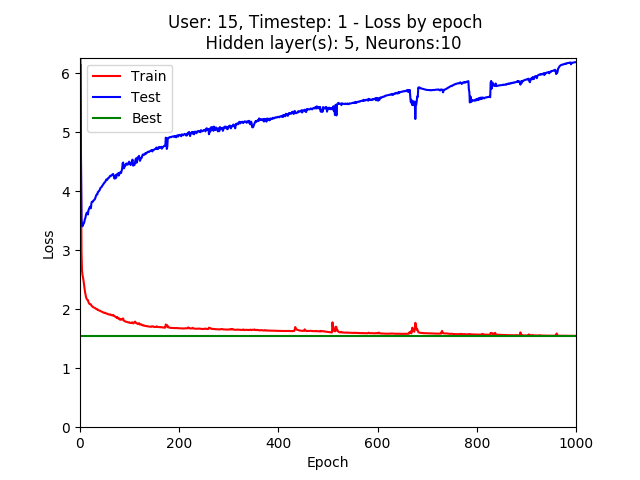 User: 15, Timestep: 1 - Loss by epoch
Hidden layer(s): 5, Neurons:10
Train
Test
Best
6
5
4
3
2
1
0
Loss
0 200 400 600 800 1000
Epoch